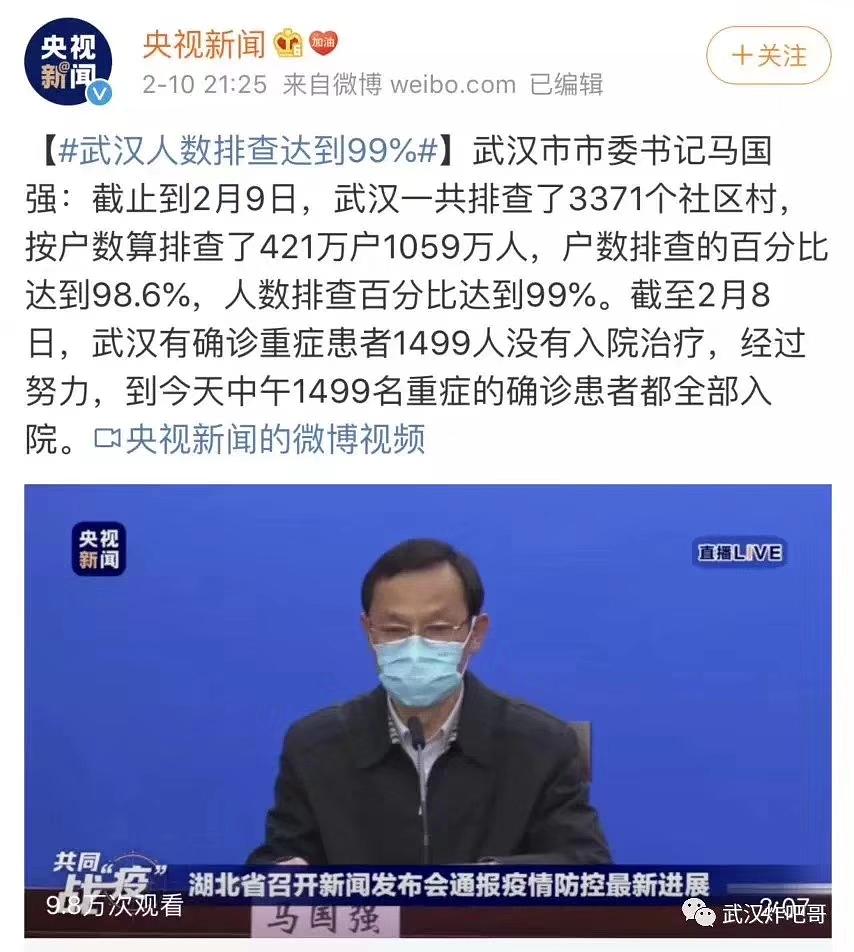 央视
新闻
央视新闻
加油
+关注
2-10 21:25 来自微博 weibo.com 已编辑
【#武汉人数排查达到99%#】武汉市市委书记马国
强：截止到2月9日，武汉一共排查了3371个社区村，
按户数算排查了421万户1059万人，户数排查的百分比
达到98.6%，人数排查百分比达到99%。截至2月8
日，武汉有确诊重症患者1499人没有入院治疗，经过
努力，到今天中午1499名重症的确诊患者都全部入
院。央视新闻的微博视频
央视
新闻
直播LIVE
共同
战“疫”
湖北省召开新闻发布会通报疫情防控最新进展
9.8万次观看
2:07
马国强
武汉炸吧哥